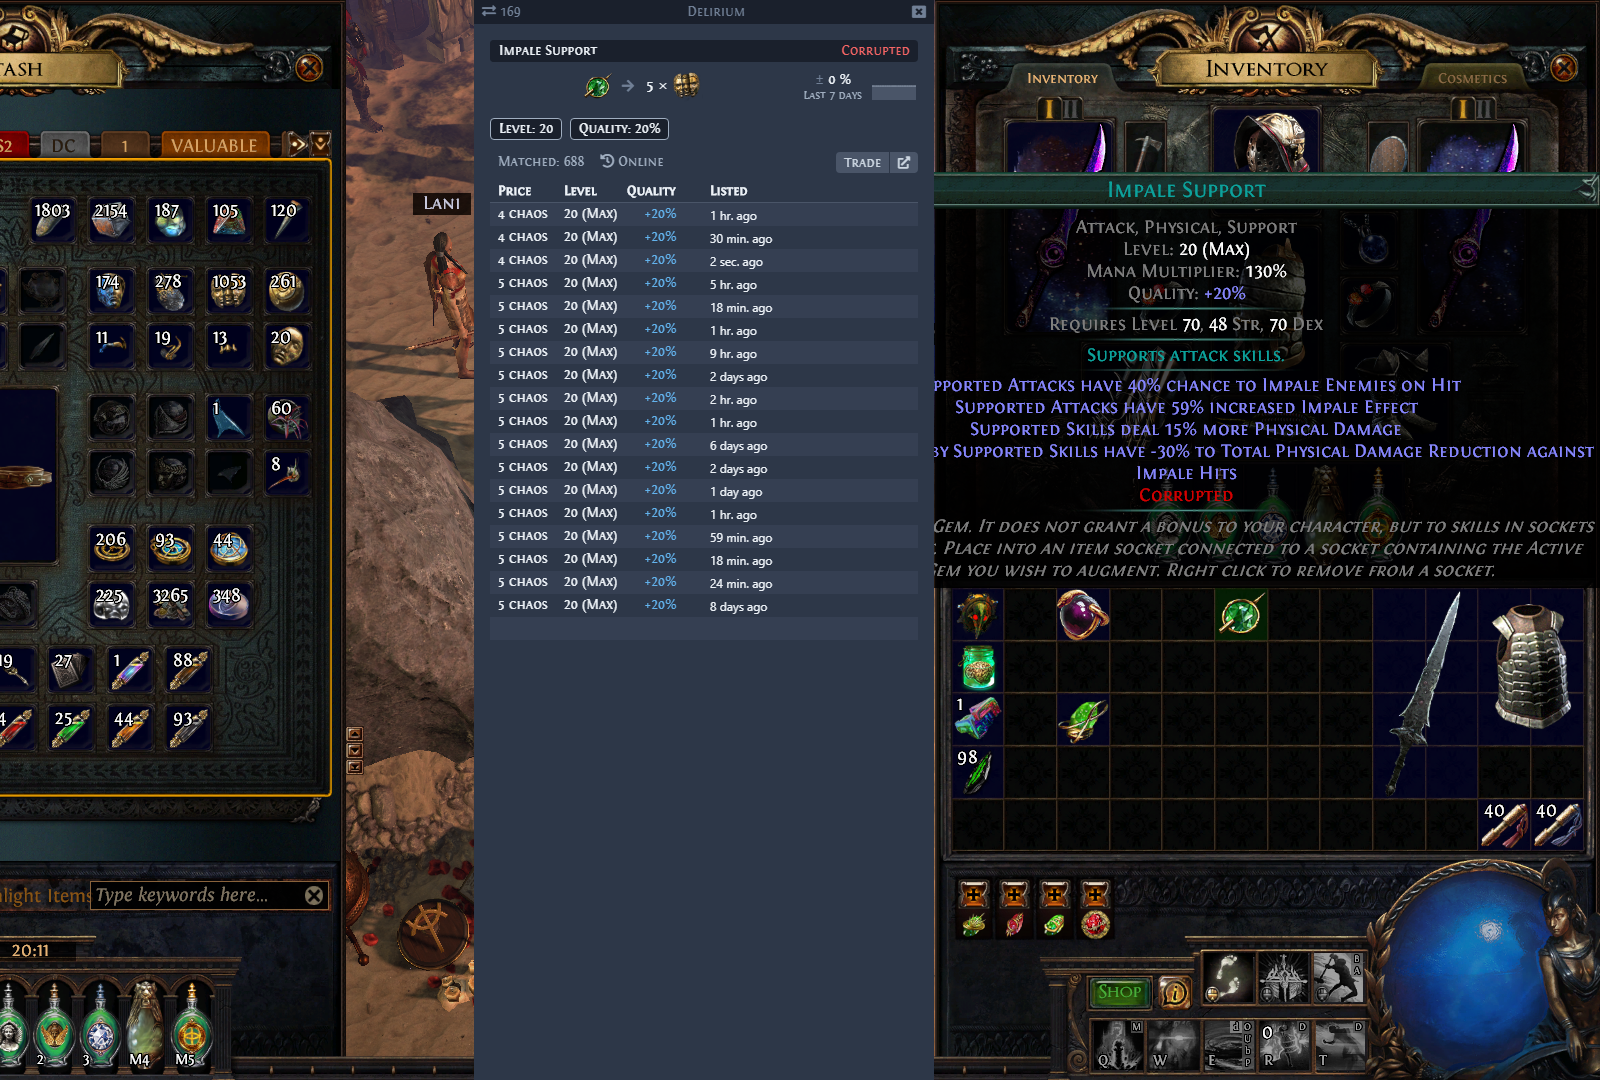 TASH
S2
DC
1
VALUABLE
1803
2154
187
105
120
174
278
1053
261
11
19
13
20
1
60
8
206
93
44
225
3265
348
19
27
1
88
4
25
44
93
light Items
Type keywords here...
20:11
2
3
M4
M5
Lani
169
Delirium
Impale Support
Corrupted
5 ×
± 0 %
Last 7 days
Level: 20
Quality: 20%
Matched: 688
Online
Trade
Price Level Quality Listed
4 chaos 20 (Max) +20% 1 hr. ago
4 chaos 20 (Max) +20% 30 min. ago
4 chaos 20 (Max) +20% 2 sec. ago
5 chaos 20 (Max) +20% 5 hr. ago
5 chaos 20 (Max) +20% 18 min. ago
5 chaos 20 (Max) +20% 1 hr. ago
5 chaos 20 (Max) +20% 9 hr. ago
5 chaos 20 (Max) +20% 2 days ago
5 chaos 20 (Max) +20% 2 hr. ago
5 chaos 20 (Max) +20% 1 hr. ago
5 chaos 20 (Max) +20% 6 days ago
5 chaos 20 (Max) +20% 2 days ago
5 chaos 20 (Max) +20% 1 day ago
5 chaos 20 (Max) +20% 1 hr. ago
5 chaos 20 (Max) +20% 59 min. ago
5 chaos 20 (Max) +20% 18 min. ago
5 chaos 20 (Max) +20% 24 min. ago
5 chaos 20 (Max) +20% 8 days ago
Inventory
Inventory
Cosmetics
I II
I II
Impale Support
Attack, Physical, Support
Level: 20 (Max)
Mana Multiplier: 130%
Quality: +20%
Requires Level 70, 48 Str, 70 Dex
Supports attack skills.
pported Attacks have 40% chance to Impale Enemies on Hit
Supported Attacks have 59% increased Impale Effect
Supported Skills deal 15% more Physical Damage
by Supported Skills have -30% to Total Physical Damage Reduction against
Impale Hits
Corrupted
Gem. It does not grant a bonus to your character, but to skills in sockets
. Place into an item socket connected to a socket containing the Active
em you wish to augment. Right click to remove from a socket.
1
98
40
40
Shop
B
A
Q
M
W
E
d O
U
b
P
0
D
R
D
T